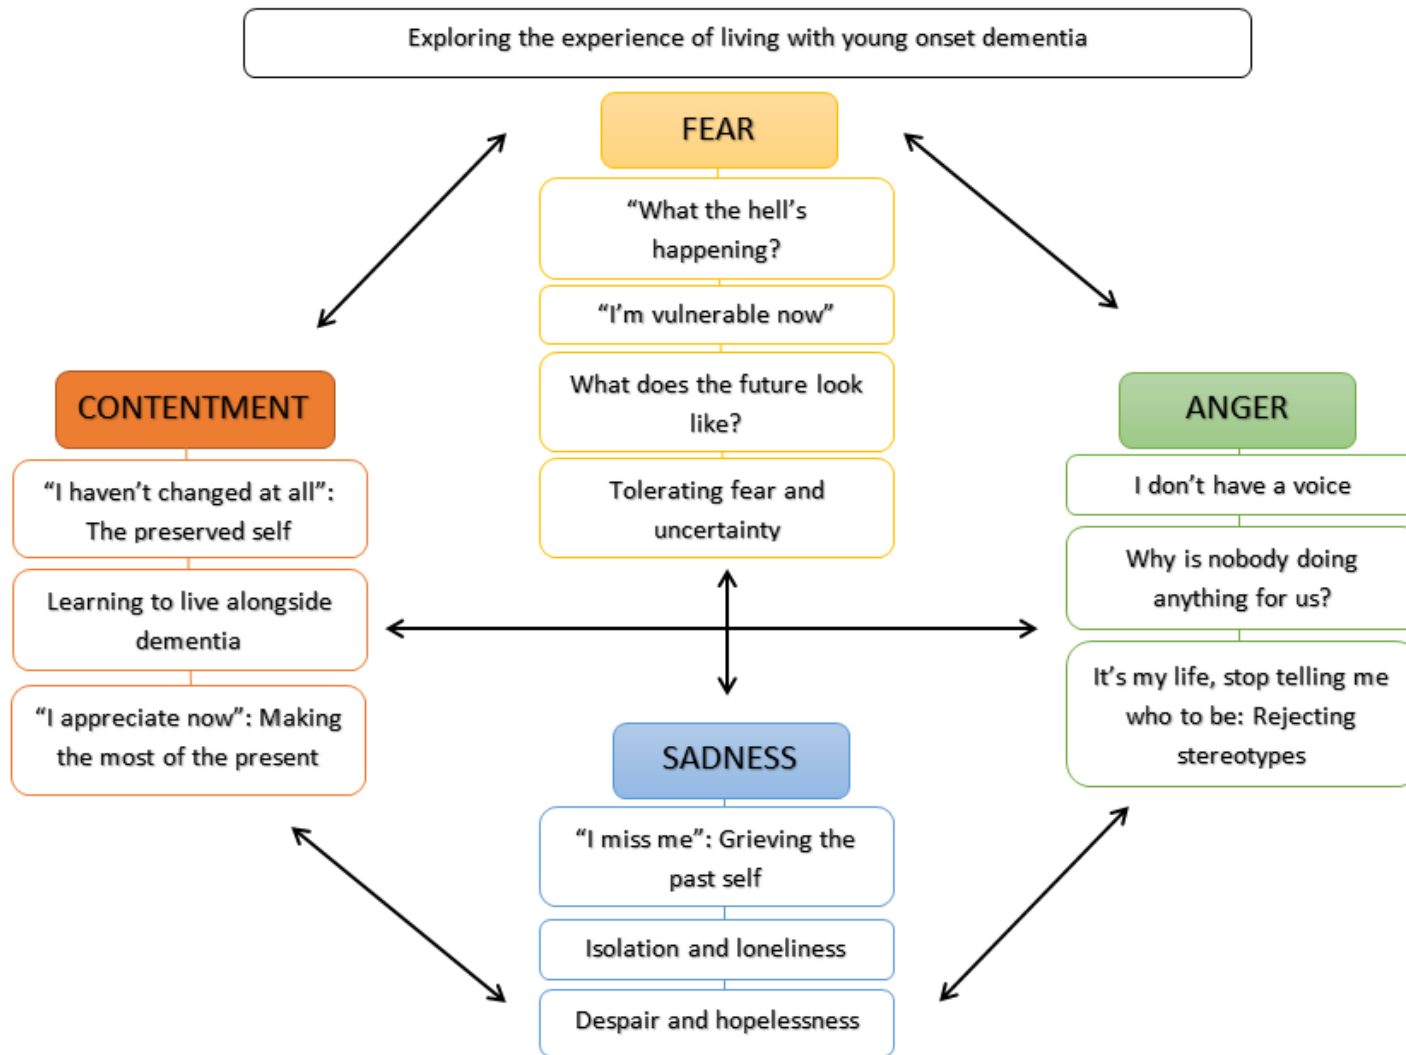 Exploring the experience of living with young onset dementia
FEAR
“What the hell’s
happening?
“I’m vulnerable now”
What does the future look
like?
Tolerating fear and
uncertainty
CONTENTMENT
“I haven’t changed at all”:
The preserved self
Learning to live alongside
dementia
“I appreciate now”: Making
the most of the present
ANGER
I don’t have a voice
Why is nobody doing
anything for us?
It’s my life, stop telling me
who to be: Rejecting
stereotypes
SADNESS
“I miss me”: Grieving the
past self
Isolation and loneliness
Despair and hopelessness